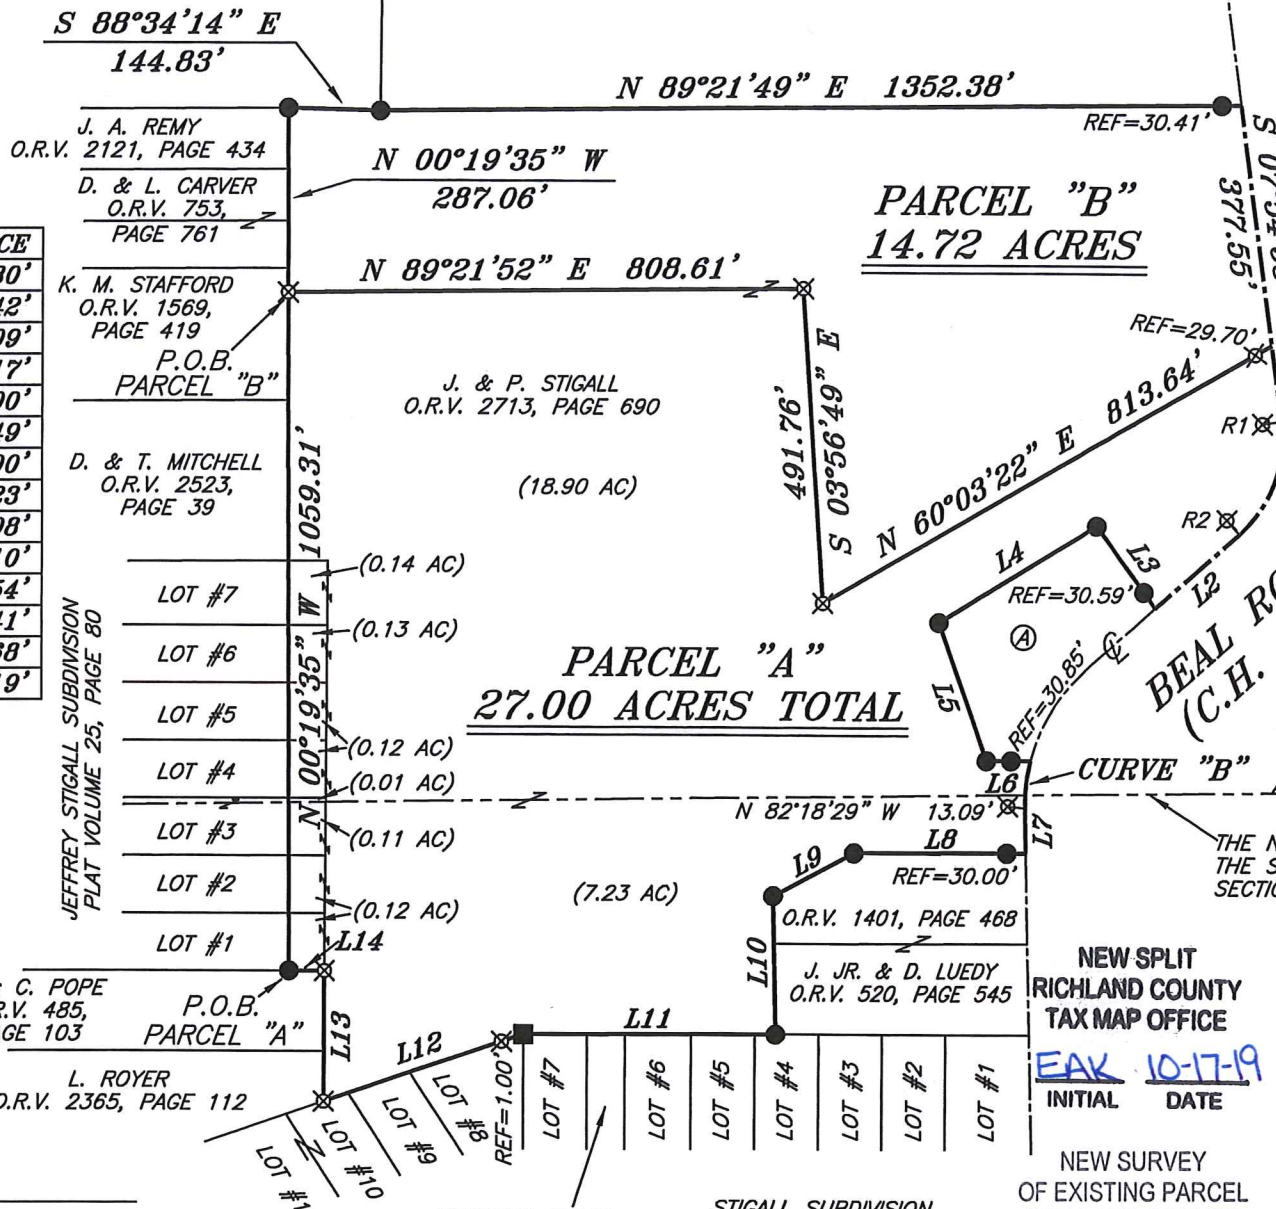 S 88°34'14" E
144.83'
N 89°21'49" E 1352.38'
REF=30.41'
J. A. REMY
O.R.V. 2121, PAGE 434
N 00°19'35" W
287.06'
D. & L. CARVER
O.R.V. 753,
PAGE 761
PARCEL "B"
14.72 ACRES
377.55'
CE
42'
N 89°21'52" E 808.61'
K. M. STAFFORD
O.R.V. 1569,
PAGE 419
P.O.B.
PARCEL "B"
REF=29.70'
R1
R2
J. & P. STIGALL
O.R.V. 2713, PAGE 690
(18.90 AC)
491.76'
S 03°56'49" E
N 60°03'22" E 813.64'
D. & T. MITCHELL
O.R.V. 2523,
PAGE 39
N 00°19'35" W 1059.31'
(0.14 AC)
(0.13 AC)
(0.12 AC)
(0.01 AC)
(0.11 AC)
(0.12 AC)
JEFFREY STIGALL SUBDIVISION
PLAT VOLUME 25, PAGE 80
LOT #7
LOT #6
LOT #5
LOT #4
LOT #3
LOT #2
LOT #1
PARCEL "A"
27.00 ACRES TOTAL
L4
L3
REF=30.59'
A
L2
L5
REF=30.85'
BEAL
(C.H.
L6
CURVE "B"
N 82°18'29" W 13.09'
L7
L8
L9
REF=30.00'
THE
SECTIO
(7.23 AC)
O.R.V. 1401, PAGE 468
L10
J. JR. & D. LUEDY
O.R.V. 520, PAGE 545
L14
C. POPE
485,
103
P.O.B.
PARCEL "A"
L13
L12
L11
L. ROYER
O.R.V. 2365, PAGE 112
REF=1.00'
LOT #7
LOT #6
LOT #5
LOT #4
LOT #3
LOT #2
LOT #1
LOT #8
LOT #9
LOT #10
LOT #1
NEW SPLIT
RICHLAND COUNTY
TAX MAP OFFICE
EAK 10-17-19
INITIAL DATE
NEW SURVEY
OF EXISTING PARCEL
STIGALL SUBDIVISION